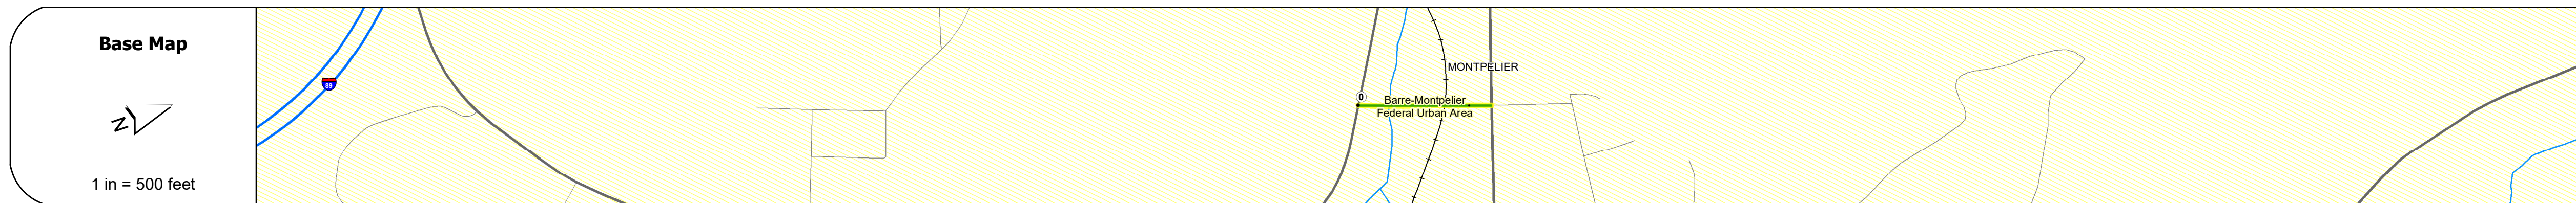 Base Map
N
1 in = 500 feet
89
MONTPELIER
0
Barre-Montpelier
Federal Urban Area